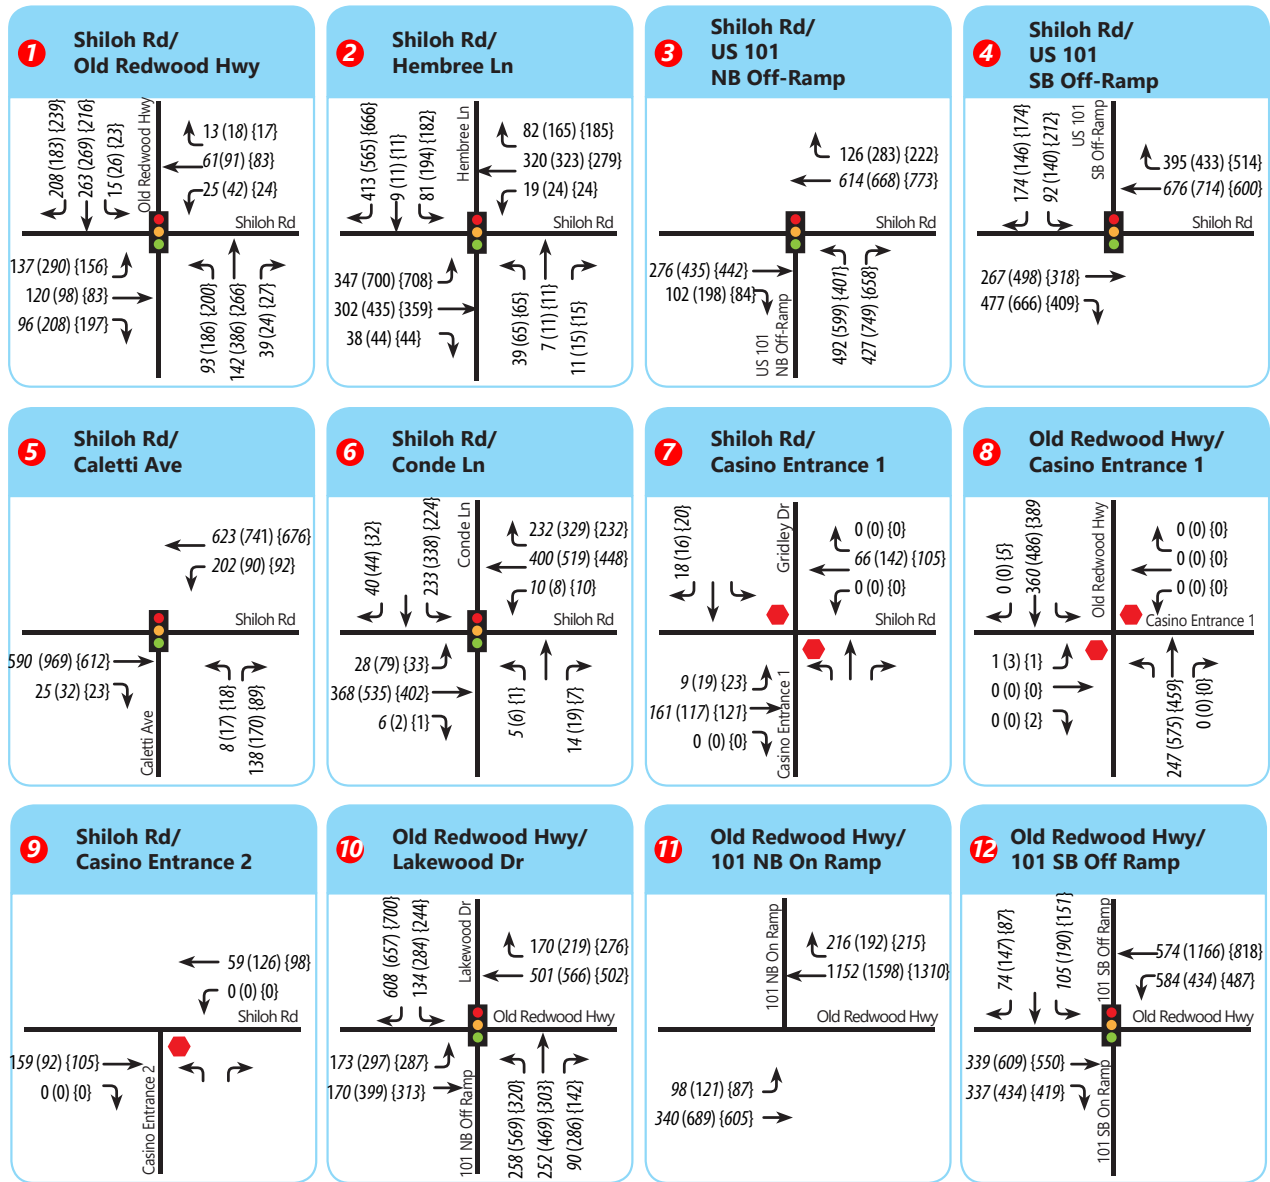 1
Shiloh Rd/
Old Redwood Hwy
208 (183) {239}
263 (269) {216}
15 (26) {23}
Old Redwood Hwy
13 (18) {17}
61(91) {83}
25 (42) {24}
Shiloh Rd
137 (290) {156}
120 (98) {83}
96 (208) {197}
93 (186) {200}
142 (386) {266}
39 (24) {27}
2
Shiloh Rd/
Hembree Ln
413 (565) {666}
9 (11) {11}
81 (194) {182}
Hembree Ln
82 (165) {185}
320 (323) {279}
19 (24) {24}
Shiloh Rd
347 (700) {708}
302 (435) {359}
38 (44) {44}
39 (65) {65}
7 (11) {11}
11 (15) {15}
3
Shiloh Rd/
US 101
NB Off-Ramp
126 (283) {222}
614 (668) {773}
Shiloh Rd
276 (435) {442}
102 (198) {84}
US 101
NB Off-Ramp
492 (599) {401}
427 (749) {658}
4
Shiloh Rd/
US 101
SB Off-Ramp
174 (146) {174}
92 (140) {212}
US 101
SB Off-Ramp
395 (433) {514}
676 (714) {600}
Shiloh Rd
267 (498) {318}
477 (666) {409}
5
Shiloh Rd/
Caletti Ave
623 (741) {676}
202 (90) {92}
Shiloh Rd
590 (969) {612}
25 (32) {23}
Caletti Ave
8 (17) {18}
138 (170) {89}
6
Shiloh Rd/
Conde Ln
40 (44) {32}
233 (338) {224}
Conde Ln
232 (329) {232}
400 (519) {448}
10 (8) {10}
Shiloh Rd
28 (79) {33}
368 (535) {402}
6 (2) {1}
5 (6) {1}
14 (19) {7}
7
Shiloh Rd/
Casino Entrance 1
18 (16) {20}
Gridley Dr
0 (0) {0}
66 (142) {105}
0 (0) {0}
Shiloh Rd
9 (19) {23}
161 (117) {121}
0 (0) {0}
Casino Entrance 1
8
Old Redwood Hwy/
Casino Entrance 1
0 (0) {5}
360 (486) {389
Old Redwood Hwy
0 (0) {0}
0 (0) {0}
0 (0) {0}
Casino Entrance 1
1 (3) {1}
0 (0) {0}
0 (0) {2}
247 (575) {459}
0 (0) {0}
9
Shiloh Rd/
Casino Entrance 2
59 (126) {98}
0 (0) {0}
Shiloh Rd
159 (92) {105}
0 (0) {0}
Casino Entrance 2
10
Old Redwood Hwy/
Lakewood Dr
608 (657) {700}
134 (284) {244}
Lakewood Dr
170 (219) {276}
501 (566) {502}
Old Redwood Hwy
173 (297) {287}
170 (399) {313}
101 NB Off Ramp
258 (569) {320}
252 (469) {303}
90 (286) {142}
11
Old Redwood Hwy/
101 NB On Ramp
101 NB On Ramp
216 (192) {215}
1152 (1598) {1310}
Old Redwood Hwy
98 (121) {87}
340 (689) {605}
12
Old Redwood Hwy/
101 SB Off Ramp
74 (147) {87}
105 (190) {151}
101 SB Off Ramp
574 (1166) {818}
584 (434) {487}
Old Redwood Hwy
339 (609) {550}
337 (434) {419}
101 SB On Ramp